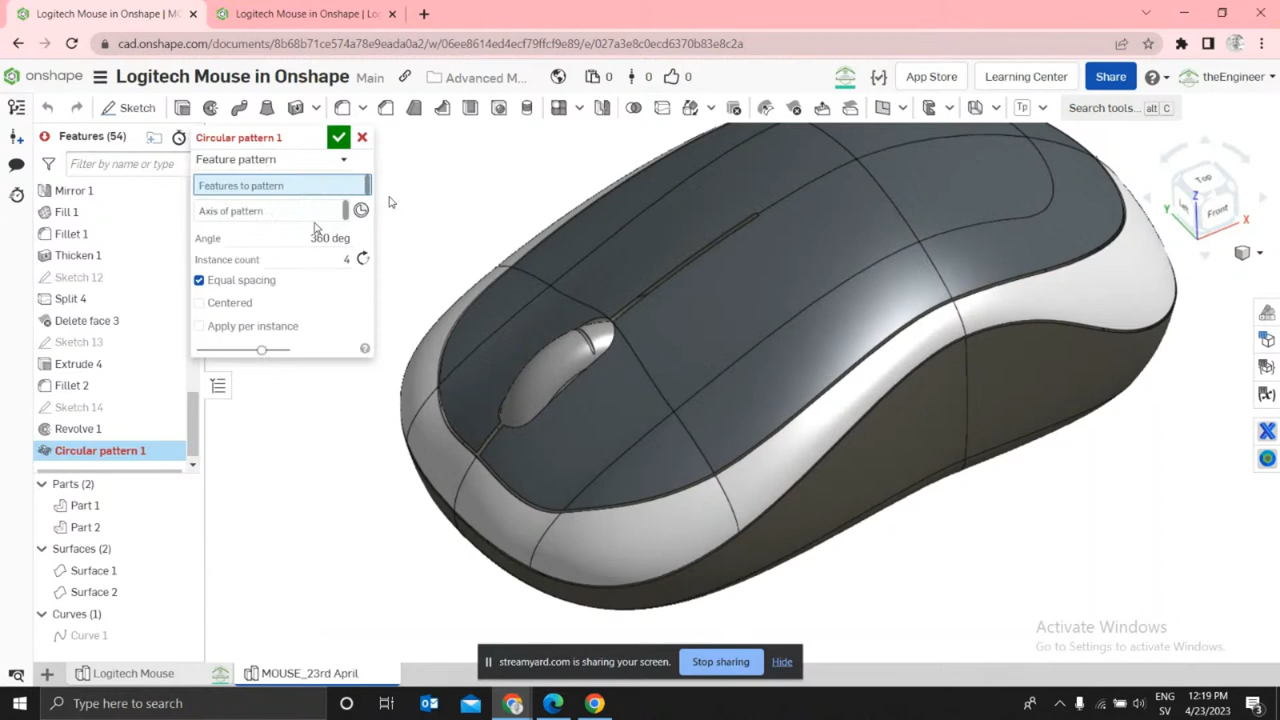 Logitech Mouse in Onshape | MO
Logitech Mouse in Onshape | Lo
cad.onshape.com/documents/8b68b71ce574a78e9eada0a2/w/06ee8614ed4ecf79ffcf9e89/e/027a3e8c0ecd6370b83e8c2a
onshape
Logitech Mouse in Onshape
Main
Advanced M...
0
0
0
App Store
Learning Center
Share
theEngineer
Sketch
Tp
Search tools...
alt C
Features (54)
Filter by name or type
Mirror 1
Fill 1
Fillet 1
Thicken 1
Sketch 12
Split 4
Delete face 3
Sketch 13
Extrude 4
Fillet 2
Sketch 14
Revolve 1
Circular pattern 1
Parts (2)
Part 1
Part 2
Surfaces (2)
Surface 1
Surface 2
Curves (1)
Curve 1
Circular pattern 1
Feature pattern
Features to pattern
Axis of pattern
Angle 360 deg
Instance count 4
Equal spacing
Centered
Apply per instance
Top
Front
Z
Y
X
Activate Windows
Go to Settings to activate Windows.
streamyard.com is sharing your screen.
Stop sharing
Hide
Logitech Mouse
MOUSE_23rd April
Type here to search
ENG
SV
12:19 PM
4/23/2023
3